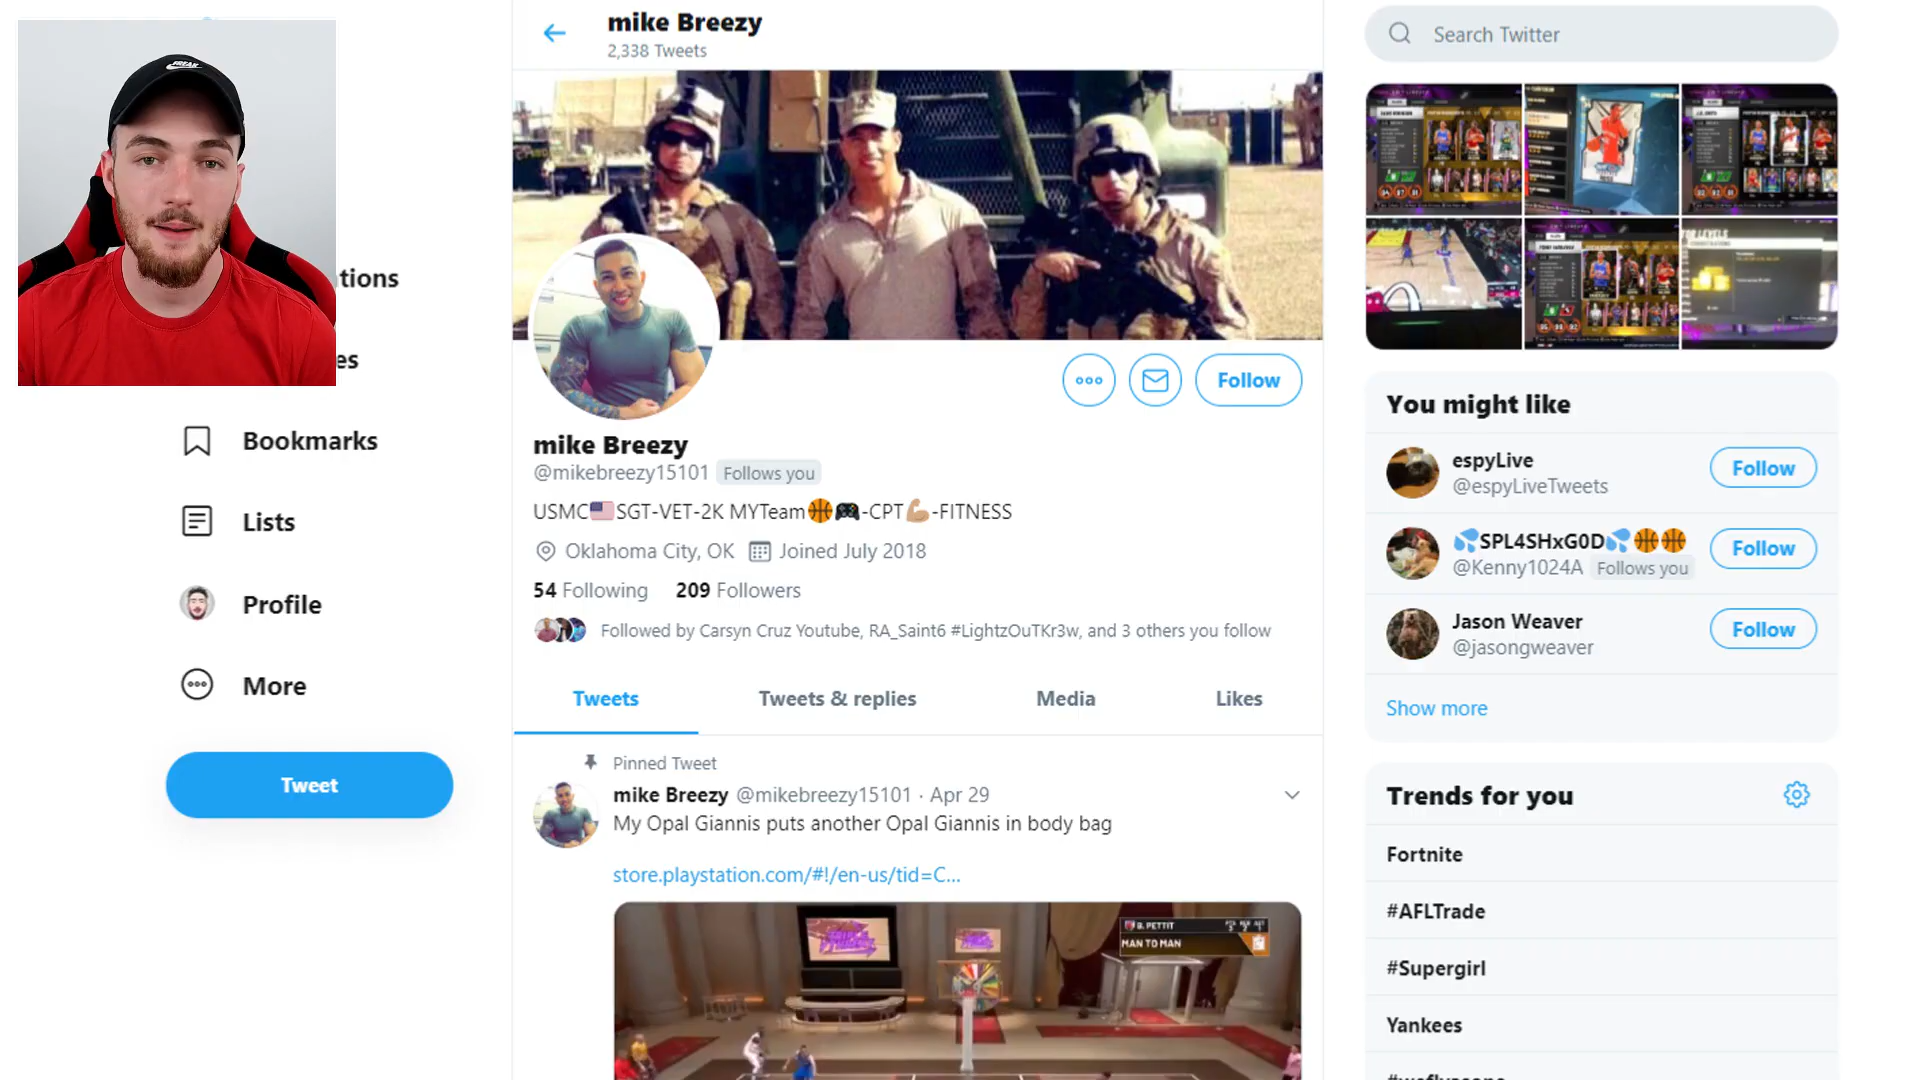 FREAK
ations
es
Bookmarks
Lists
Profile
More
Tweet
mike Breezy
2,338 Tweets
Follow
mike Breezy
@mikebreezy15101 Follows you
USMC🇺🇸SGT-VET-2K MYTeam🏀🎮-CPT💪🏽-FITNESS
Oklahoma City, OK Joined July 2018
54 Following 209 Followers
Followed by Carsyn Cruz Youtube, RA_Saint6 #LightzOuTKr3w, and 3 others you follow
Tweets Tweets & replies Media Likes
Pinned Tweet
mike Breezy @mikebreezy15101 · Apr 29
My Opal Giannis puts another Opal Giannis in body bag
store.playstation.com/#!/en-us/tid=C...
B. PETTIT
MAN TO MAN
Search Twitter
You might like
espyLive
@espyLiveTweets
Follow
💦SPL4SHxG0D💦🏀🏀
@Kenny1024A Follows you
Follow
Jason Weaver
@jasongweaver
Follow
Show more
Trends for you
Fortnite
#AFLTrade
#Supergirl
Yankees